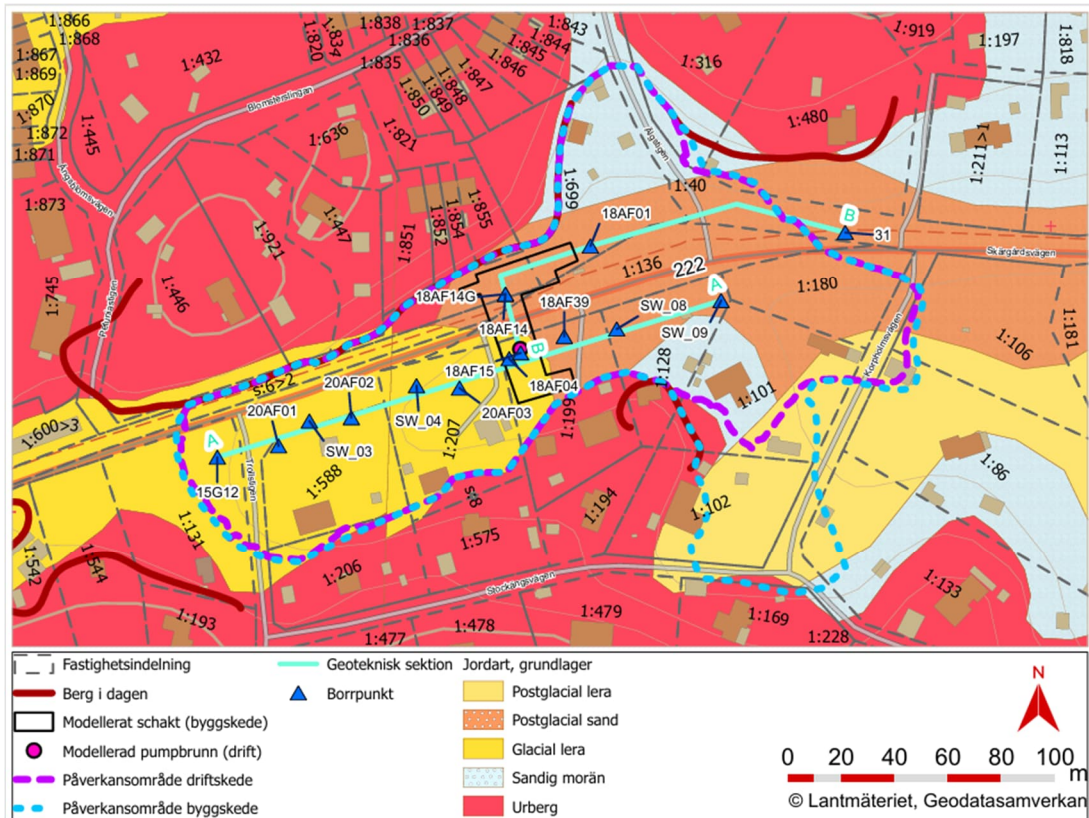 1:866
1:868
1:867
1:869
1:870
1:872
1:871
1:445
1:432
1:820
1:834
1:838
1:837
1:836
1:835
1:843
1:844
1:845
1:846
1:847
1:848
1:849
1:850
1:316
1:919
1:197
1:818
Blomsterslingan
1:636
1:821
1:480
1:211>1
1:113
Älgstigen
Ängsblomsvägen
1:873
1:447
1:921
1:855
1:854
1:852
1:851
1:669
1:40
18AF01
B
31
Skärgårdsvägen
1:745
1:446
1:136
222
1:180
18AF14G
18AF39
A
SW_08
18AF14
SW_09
1:181
1:106
B
Korpholmsvägen
s:6>2
20AF02
18AF15
18AF04
1:128
1:101
20AF01
1:600>3
SW_04
20AF03
1:199
A
SW_03
1:207
15G12
Trollstigen
1:588
s:8
1:86
1:131
1:194
1:102
1:542
1:544
1:575
1:206
Stockängsvägen
1:133
1:193
1:479
1:169
1:478
1:477
1:228
Fastighetsindelning
Berg i dagen
Modellerat schakt (byggskede)
Modellerad pumpbrunn (drift)
Påverkansområde driftskede
Påverkansområde byggskede
Geoteknisk sektion
Borrpunkt
Jordart, grundlager
Postglacial lera
Postglacial sand
Glacial lera
Sandig morän
Urberg
N
0 20 40 60 80 100
m
© Lantmäteriet, Geodatasamverkan